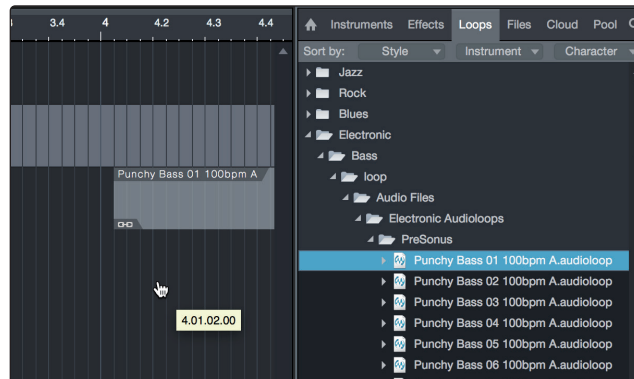 3.4 4 4.2 4.3 4.4
Punchy Bass 01 100bpm A
4.01.02.00
Instruments Effects Loops Files Cloud Pool
Sort by: Style Instrument Character
Jazz
Rock
Blues
Electronic
Bass
loop
Audio Files
Electronic Audioloops
PreSonus
Punchy Bass 01 100bpm A.audioloop
Punchy Bass 02 100bpm A.audioloop
Punchy Bass 03 100bpm A.audioloop
Punchy Bass 04 100bpm A.audioloop
Punchy Bass 05 100bpm A.audioloop
Punchy Bass 06 100bpm A.audioloop